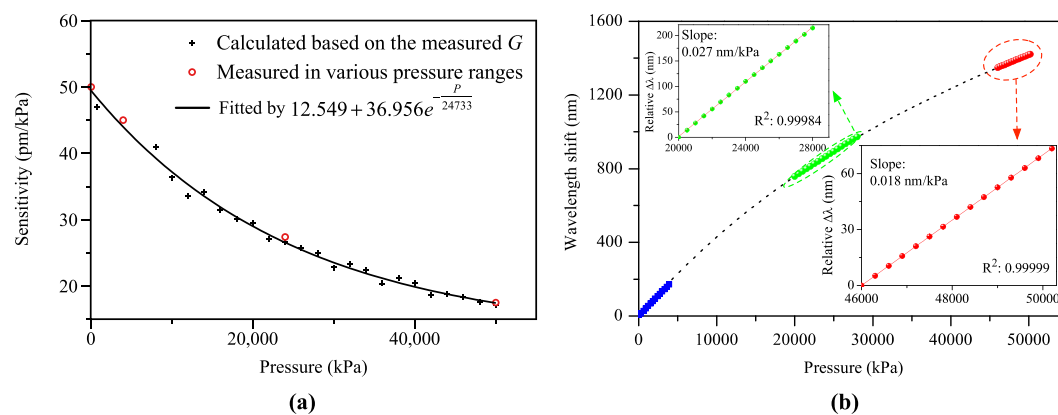 60
50
40
30
20
Sensitivity (pm/kPa)
Calculated based on the measured G
Measured in various pressure ranges
Fitted by 12.549 + 36.956e^{-\frac{P}{24733}}
0
20,000
40,000
Pressure (kPa)
(a)
1600
1200
800
400
0
Wavelength shift (nm)
200
150
100
50
0
Relative Δλ (nm)
Slope:
0.027 nm/kPa
R²: 0.99984
20000
24000
28000
60
30
0
Relative Δλ (nm)
Slope:
0.018 nm/kPa
R²: 0.99999
46000
48000
50000
0
10000
20000
30000
40000
50000
Pressure (kPa)
(b)